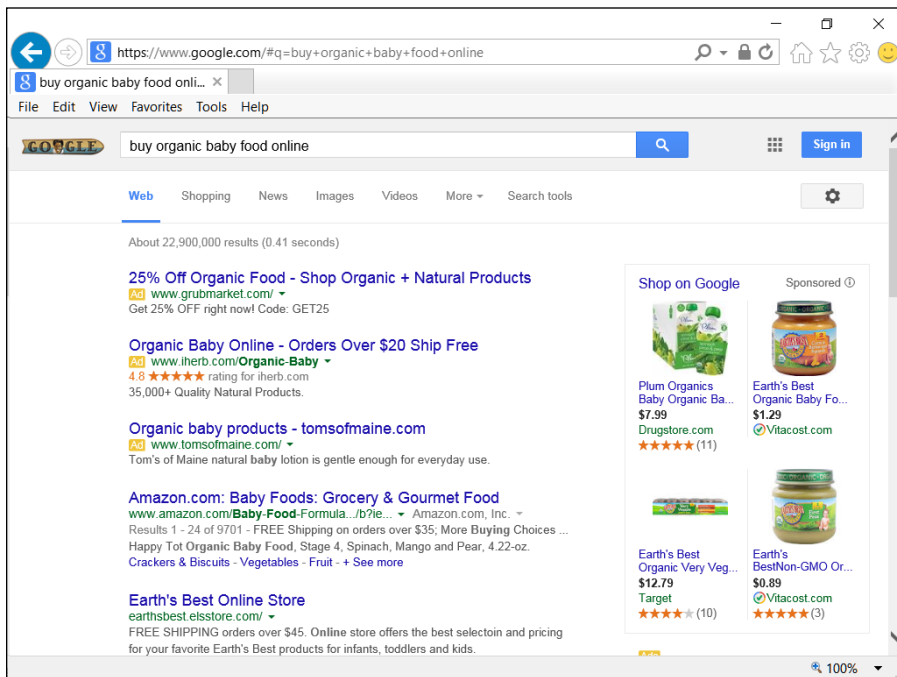 https://www.google.com/#q=buy+organic+baby+food+online
buy organic baby food onli...
File Edit View Favorites Tools Help
GOOGLE
buy organic baby food online
Sign in
Web Shopping News Images Videos More Search tools
About 22,900,000 results (0.41 seconds)
25% Off Organic Food - Shop Organic + Natural Products
Ad www.grubmarket.com/
Get 25% OFF right now! Code: GET25
Organic Baby Online - Orders Over $20 Ship Free
Ad www.iherb.com/Organic-Baby
4.8 ★★★★★ rating for iherb.com
35,000+ Quality Natural Products.
Organic baby products - tomsofmaine.com
Ad www.tomsofmaine.com/
Tom's of Maine natural baby lotion is gentle enough for everyday use.
Amazon.com: Baby Foods: Grocery & Gourmet Food
www.amazon.com/Baby-Food-Formula.../b?ie... Amazon.com, Inc.
Results 1 - 24 of 9701 - FREE Shipping on orders over $35; More Buying Choices ...
Happy Tot Organic Baby Food, Stage 4, Spinach, Mango and Pear, 4.22-oz.
Crackers & Biscuits - Vegetables - Fruit - + See more
Earth's Best Online Store
earthsbest.elsstore.com/
FREE SHIPPING orders over $45. Online store offers the best selectoin and pricing
for your favorite Earth's Best products for infants, toddlers and kids.
Shop on Google Sponsored
Plum Organics
Baby Organic Ba...
$7.99
Drugstore.com
★★★★★ (11)
Earth's Best
Organic Baby Fo...
$1.29
Vitacost.com
Earth's Best
Organic Very Veg...
$12.79
Target
★★★★★ (10)
Earth's
BestNon-GMO Or...
$0.89
Vitacost.com
★★★★★ (3)
Ads
100%